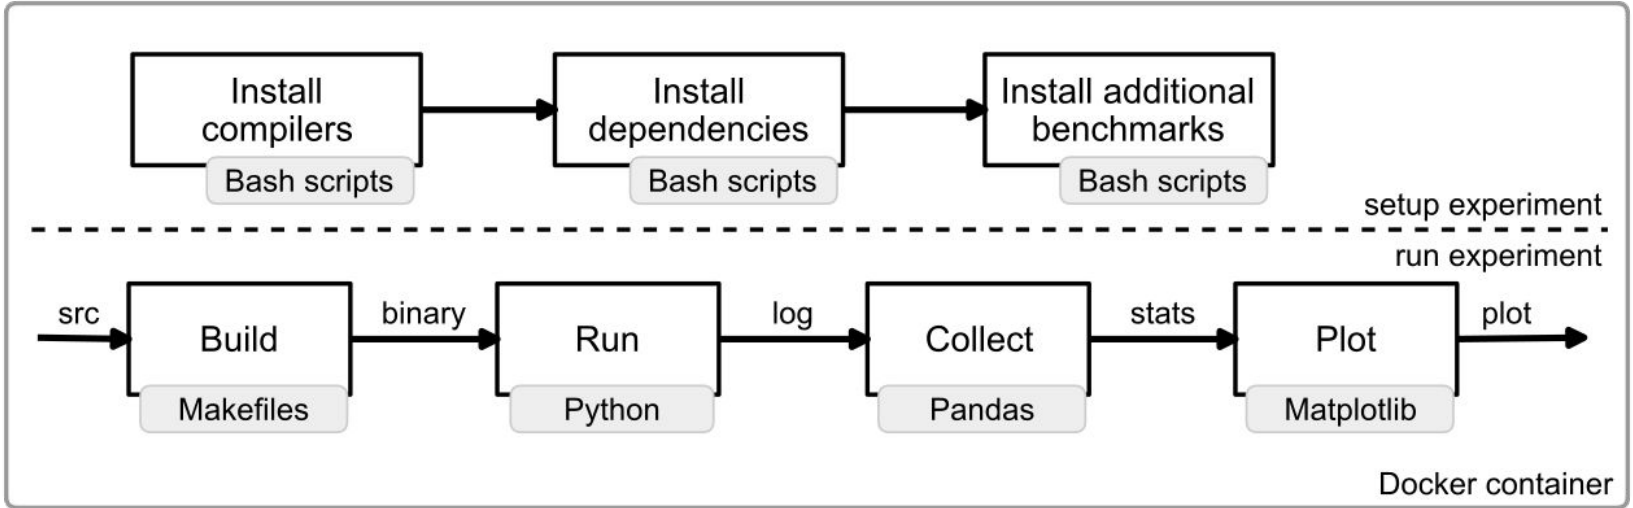 Install
compilers
Bash scripts
Install
dependencies
Bash scripts
Install additional
benchmarks
Bash scripts
setup experiment
run experiment
src
Build
Makefiles
binary
Run
Python
log
Collect
Pandas
stats
Plot
Matplotlib
plot
Docker container